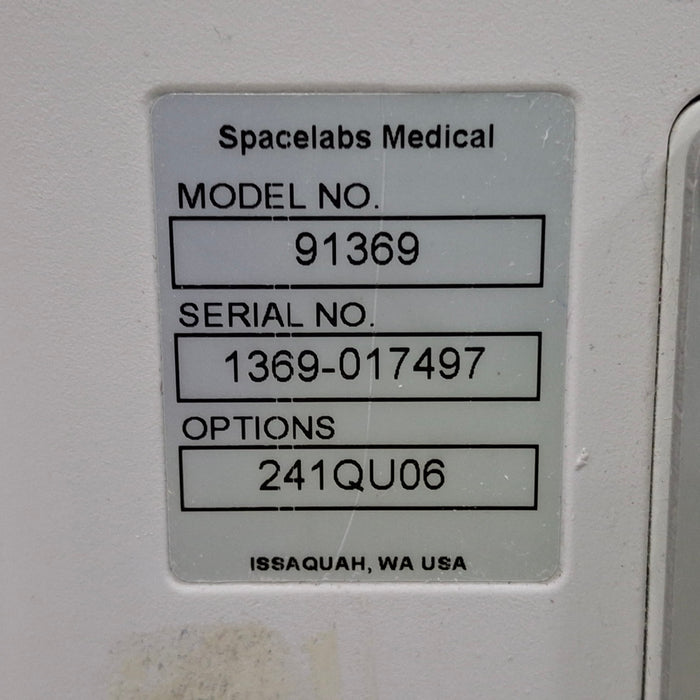 Spacelabs Medical
MODEL NO.
91369
SERIAL NO.
1369-017497
OPTIONS
241QU06
ISSAQUAH, WA USA